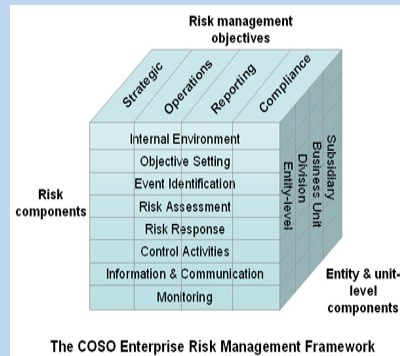 Risk management
objectives
Strategic
Operations
Reporting
Compliance
Internal Environment
Objective Setting
Event Identification
Risk Assessment
Risk Response
Control Activities
Information & Communication
Monitoring
Risk
components
Entity-level
Division
Business Unit
Subsidiary
Entity & unit-
level
components
The COSO Enterprise Risk Management Framework